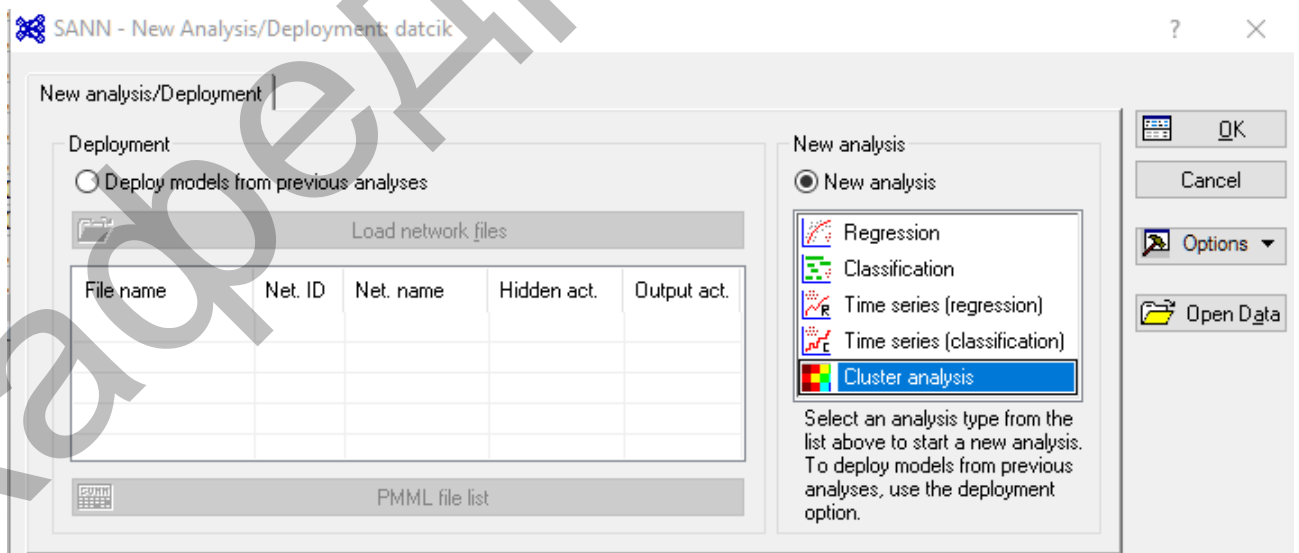 SANN - New Analysis/Deployment: datcik
?
New analysis/Deployment
Deployment
Deploy models from previous analyses
Load network files
File name Net. ID Net. name Hidden act. Output act.
PMML file list
New analysis
New analysis
Regression
Classification
Time series (regression)
Time series (classification)
Cluster analysis
Select an analysis type from the
list above to start a new analysis.
To deploy models from previous
analyses, use the deployment
option.
OK
Cancel
Options
Open Data
кафедр